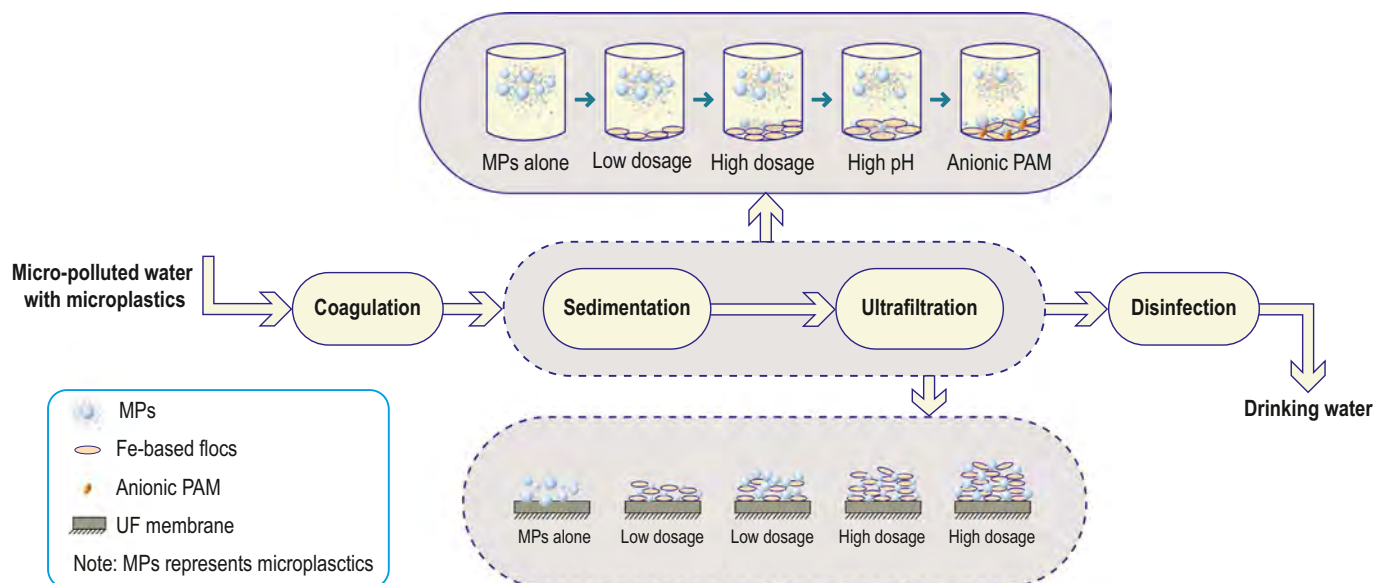 MPs alone
Low dosage
High dosage
High pH
Anionic PAM
Micro-polluted water
with microplastics
Coagulation
Sedimentation
Ultrafiltration
Disinfection
Drinking water
MPs
Fe-based flocs
Anionic PAM
UF membrane
Note: MPs represents microplasctics
MPs alone
Low dosage
Low dosage
High dosage
High dosage